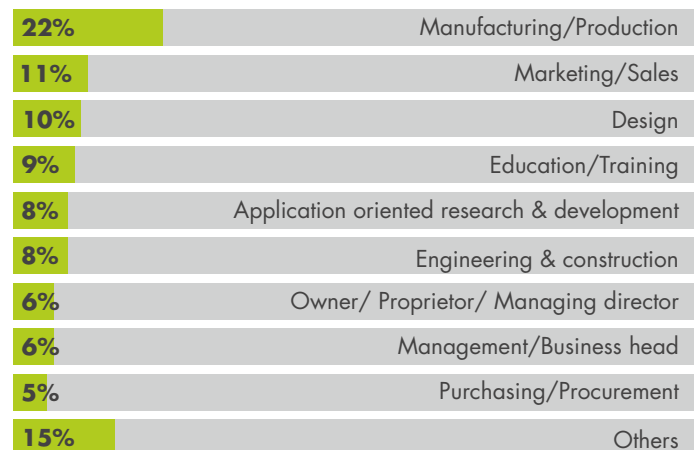 22% Manufacturing/Production
11% Marketing/Sales
10% Design
9% Education/Training
8% Application oriented research & development
8% Engineering & construction
6% Owner/ Proprietor/ Managing director
6% Management/Business head
5% Purchasing/Procurement
15% Others